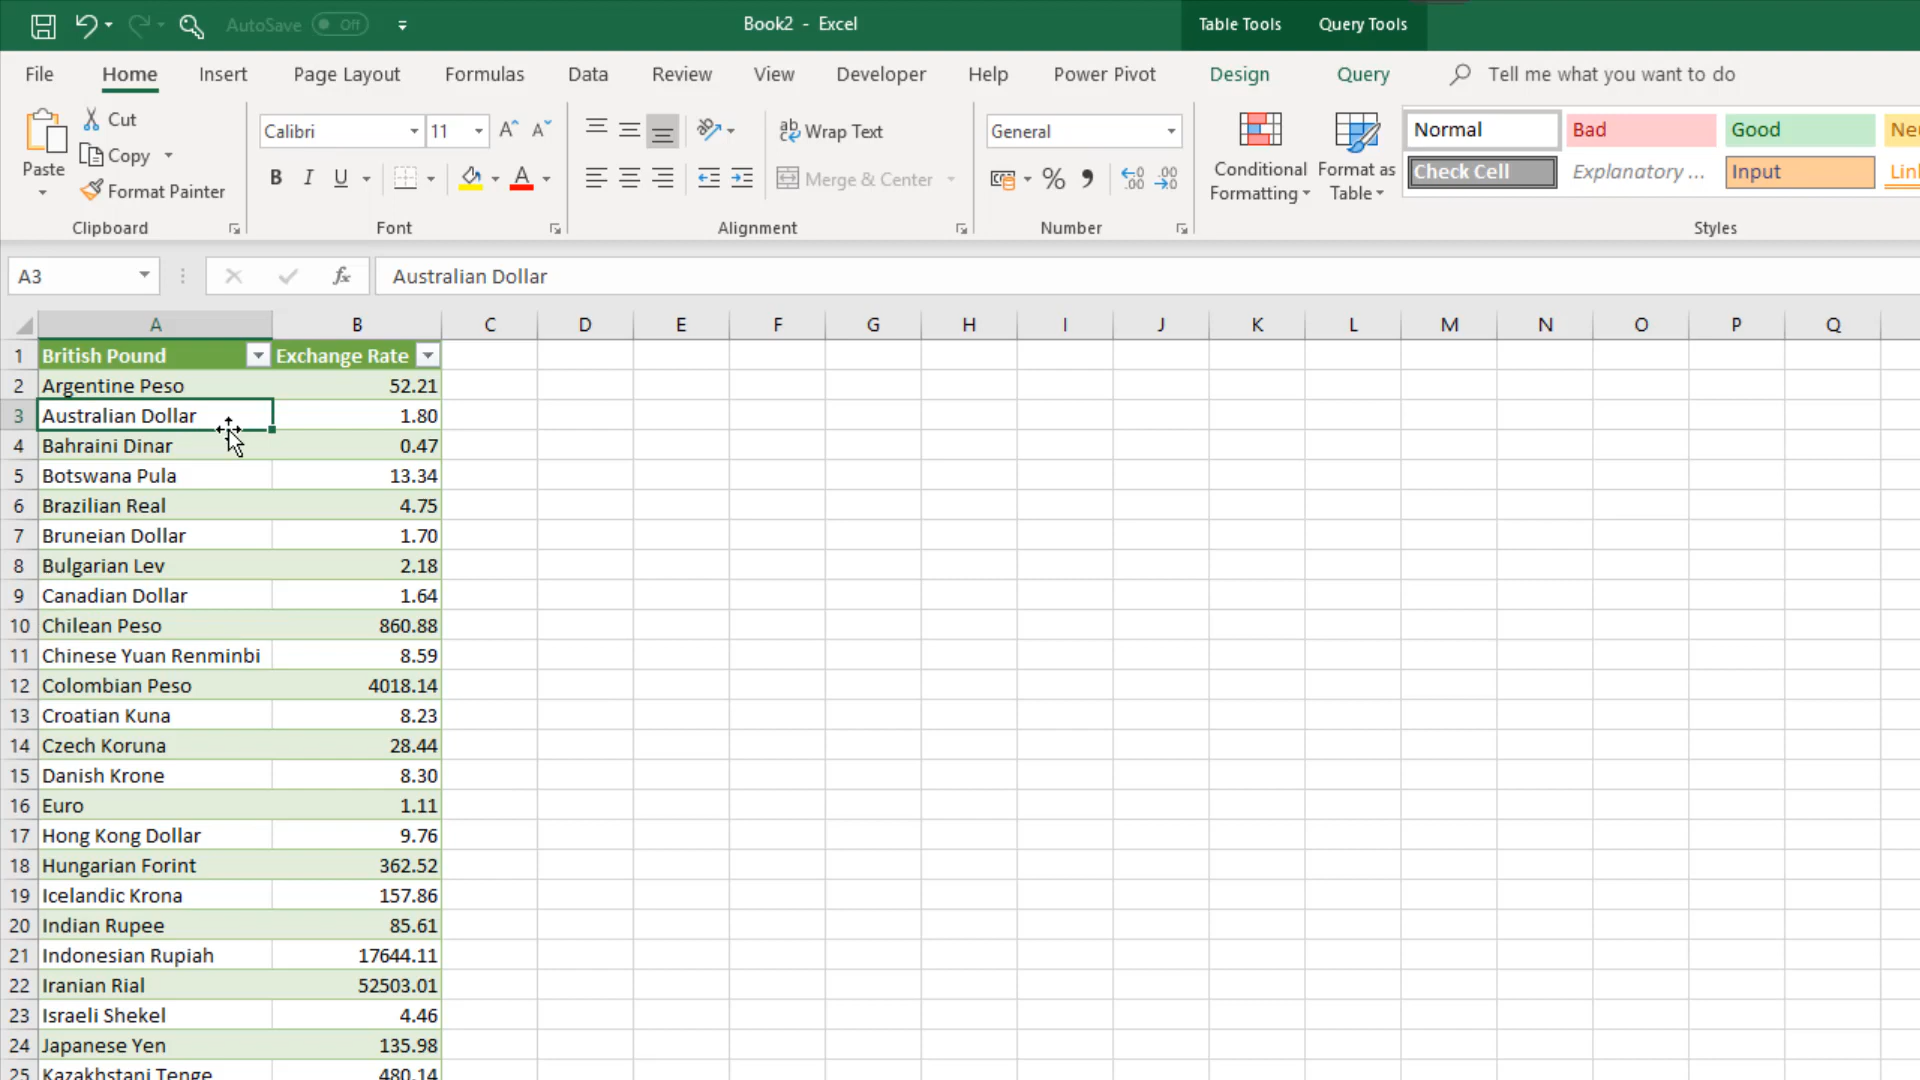 AutoSave Off
Book2 - Excel
Table Tools Query Tools
File Home Insert Page Layout Formulas Data Review View Developer Help Power Pivot Design Query Tell me what you want to do
Paste
Cut
Copy
Format Painter
Clipboard
Calibri 11
B I U
Font
Wrap Text
Merge & Center
Alignment
General
Number
Conditional Formatting
Format as Table
Normal Bad Good
Check Cell Explanatory ... Input
Styles
A3 fx Australian Dollar
A B C D E F G H I J K L M N O P Q
1 British Pound Exchange Rate
2 Argentine Peso 52.21
3 Australian Dollar 1.80
4 Bahraini Dinar 0.47
5 Botswana Pula 13.34
6 Brazilian Real 4.75
7 Bruneian Dollar 1.70
8 Bulgarian Lev 2.18
9 Canadian Dollar 1.64
10 Chilean Peso 860.88
11 Chinese Yuan Renminbi 8.59
12 Colombian Peso 4018.14
13 Croatian Kuna 8.23
14 Czech Koruna 28.44
15 Danish Krone 8.30
16 Euro 1.11
17 Hong Kong Dollar 9.76
18 Hungarian Forint 362.52
19 Icelandic Krona 157.86
20 Indian Rupee 85.61
21 Indonesian Rupiah 17644.11
22 Iranian Rial 52503.01
23 Israeli Shekel 4.46
24 Japanese Yen 135.98
25 Kazakhstani Tenge 480.14